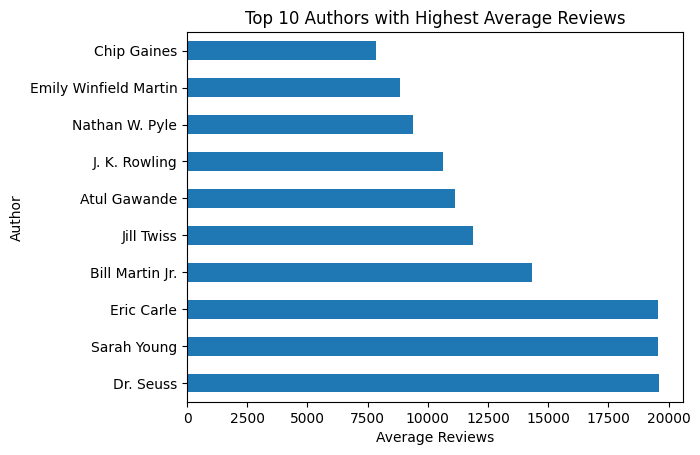 Top 10 Authors with Highest Average Reviews
Chip Gaines
Emily Winfield Martin
Nathan W. Pyle
J. K. Rowling
Atul Gawande
Jill Twiss
Bill Martin Jr.
Eric Carle
Sarah Young
Dr. Seuss
Author
0 2500 5000 7500 10000 12500 15000 17500 20000
Average Reviews